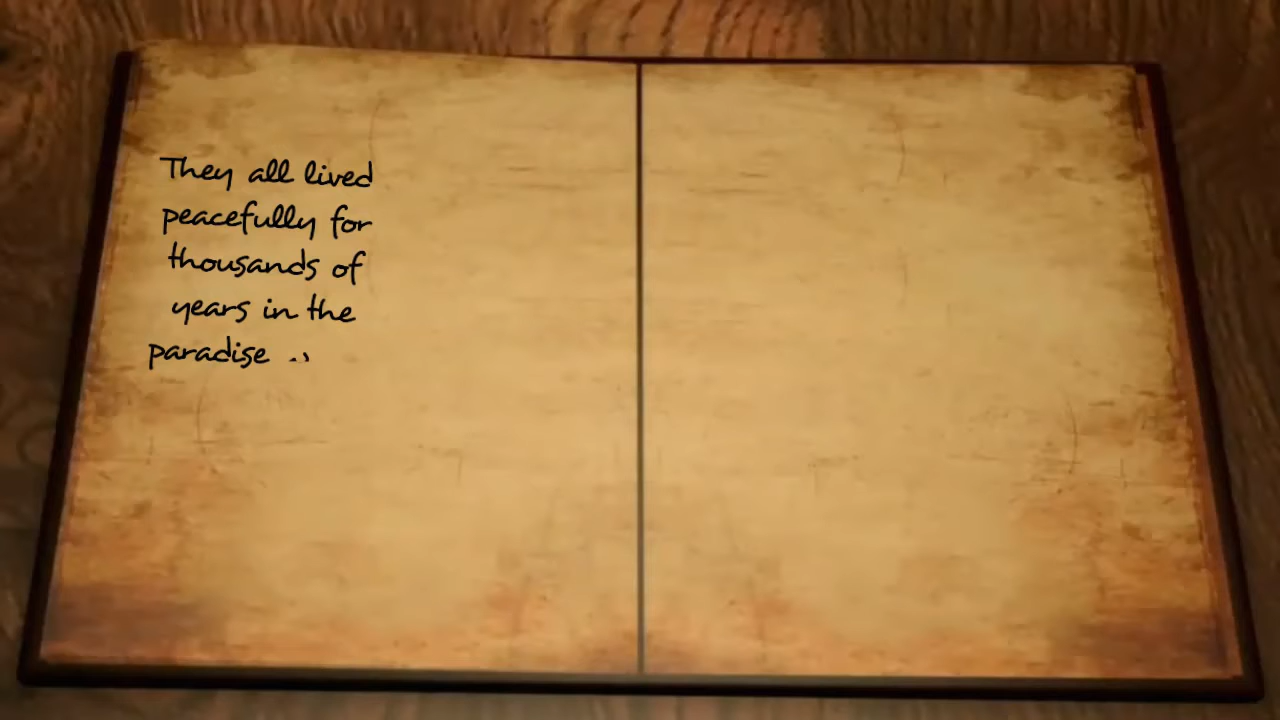 They all lived
peacefully for
thousands of
years in the
paradise